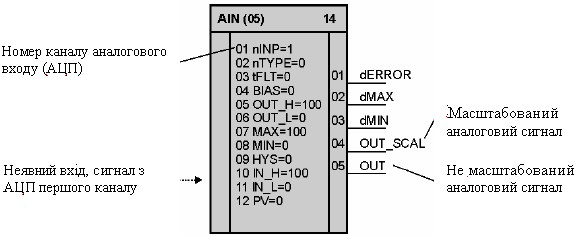 AIN (05) 14
Номер каналу аналогового
входу (АЦП)
01 nINP=1
02 nTYPE=0
03 tFLT=0
04 BIAS=0
05 OUT_H=100
06 OUT_L=0
07 MAX=100
08 MIN=0
09 HYS=0
10 IN_H=100
11 IN_L=0
12 PV=0
Неявний вхід, сигнал з
АЦП першого каналу
01 dERROR
02 dMAX
03 dMIN
04 OUT_SCAL
05 OUT
.Масштабований
аналоговий сигнал
Не масштабований
аналоговий сигнал